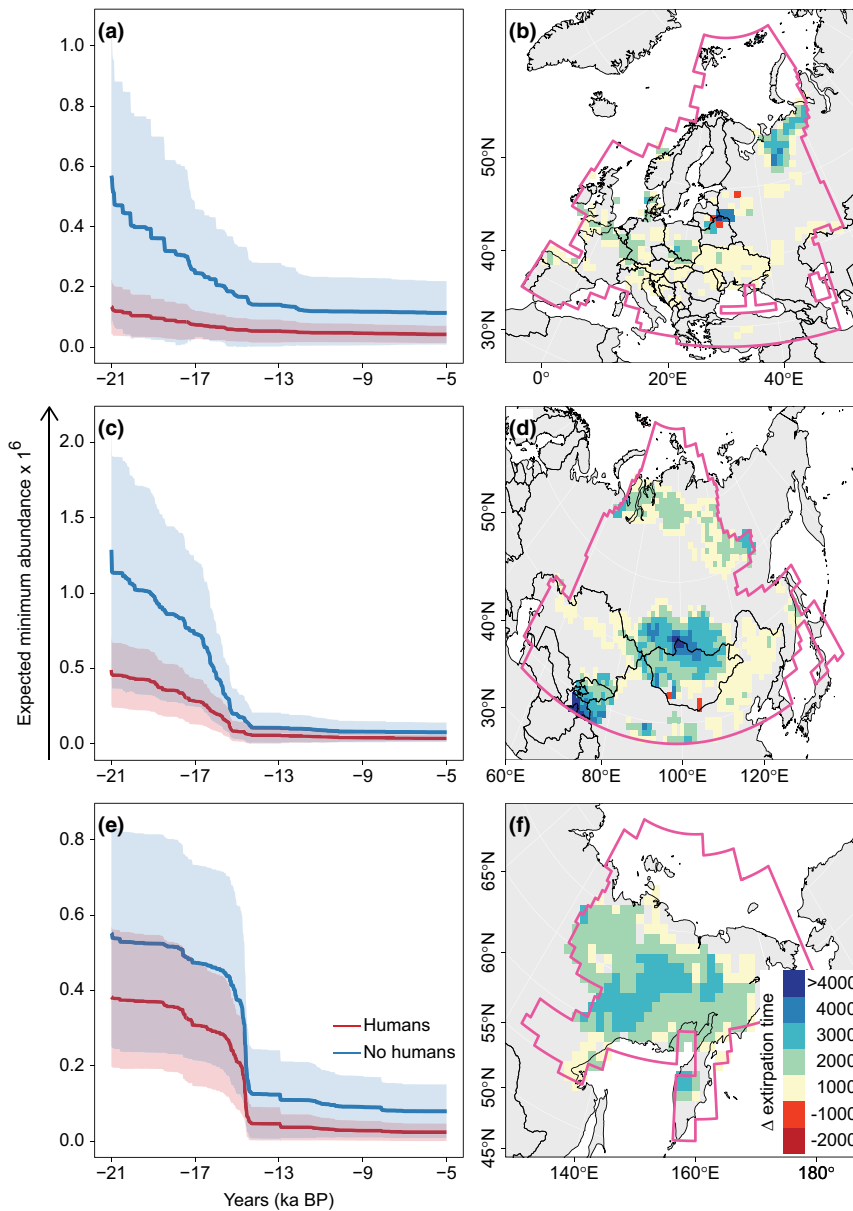 (a)
1.0
0.8
0.6
0.4
0.2
0.0
−21
−17
−13
−9
−5
(b)
50°N
40°N
30°N
0°
20°E
40°E
Expected minimum abundance x 10^6
(c)
2.0
1.5
1.0
0.5
0.0
−21
−17
−13
−9
−5
(d)
50°N
40°N
30°N
60°E
80°E
100°E
120°E
(e)
0.8
0.6
0.4
0.2
0.0
Humans
No humans
−21
−17
−13
−9
−5
Years (ka BP)
(f)
65°N
60°N
55°N
50°N
45°N
140°E
160°E
180°
Δ extirpation time
>4000
4000
3000
2000
1000
-1000
-2000